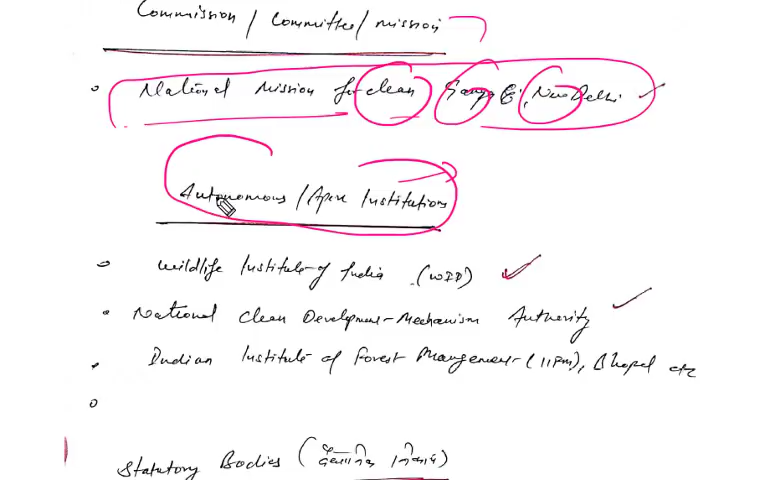 Commission / Committee / mission
National Mission for clean Ganga, New Delhi
Autonomous / Apex Institutions
Wildlife Institute of India (WII)
National Clean Development Mechanism Authority
Indian Institute of Forest Management (IIFM), Bhopal etc
Statutory Bodies (